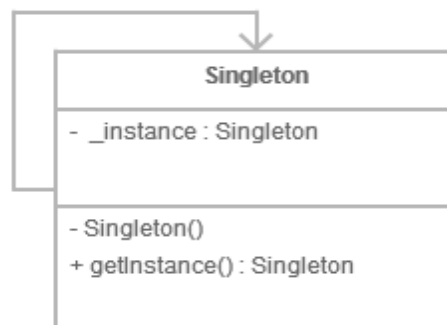 Singleton
- _instance : Singleton
- Singleton()
+ getInstance() : Singleton